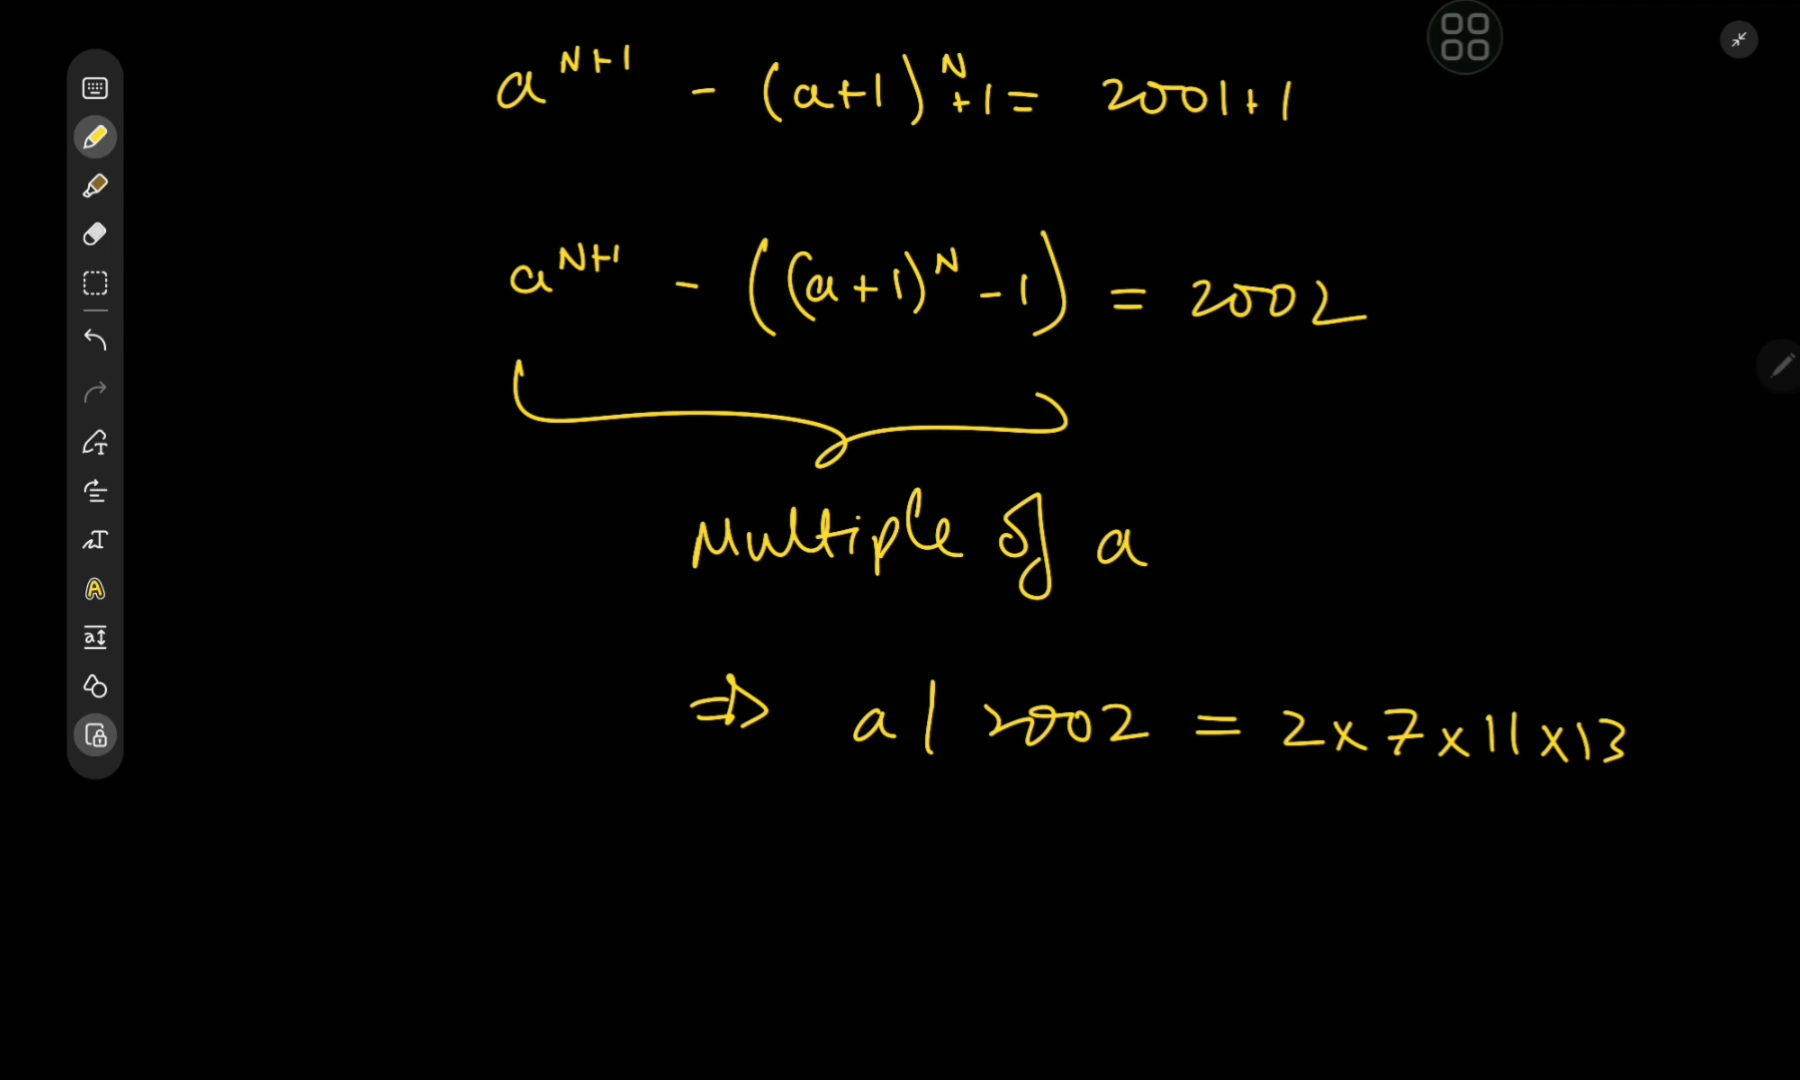 a^{N+1} - (a+1)^N + 1 = 2001 + 1
a^{N+1} - ((a+1)^N - 1) = 2002
Multiple of a
⇒ a | 2002 = 2 x 7 x 11 x 13